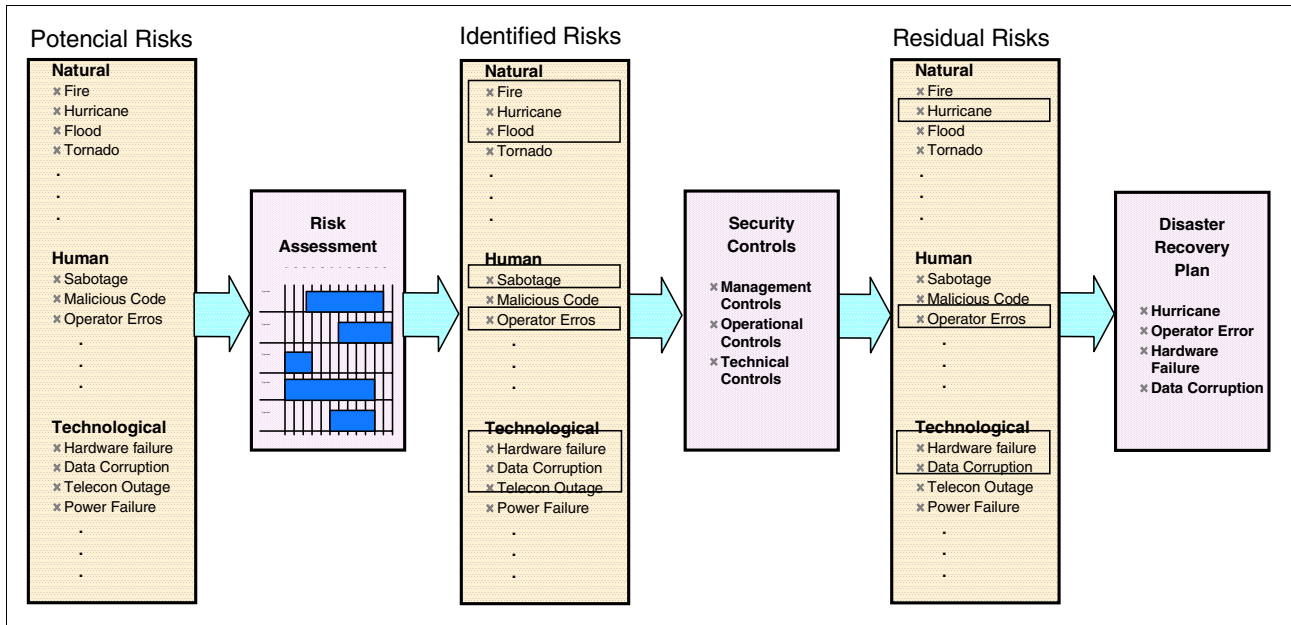 Potencial Risks
Natural
Fire
Hurricane
Flood
Tornado
.
.
.
Human
Sabotage
Malicious Code
Operator Erros
.
.
.
Technological
Hardware failure
Data Corruption
Telecon Outage
Power Failure
.
.
.
Risk
Assessment
Identified Risks
Natural
Fire
Hurricane
Flood
Tornado
.
.
.
Human
Sabotage
Malicious Code
Operator Erros
.
.
.
Technological
Hardware failure
Data Corruption
Telecon Outage
Power Failure
.
.
.
Security
Controls
Management
Controls
Operational
Controls
Technical
Controls
Residual Risks
Natural
Fire
Hurricane
Flood
Tornado
.
.
.
Human
Sabotage
Malicious Code
Operator Erros
.
.
.
Technological
Hardware failure
Data Corruption
Telecon Outage
Power Failure
.
.
.
Disaster
Recovery
Plan
Hurricane
Operator Error
Hardware
Failure
Data Corruption